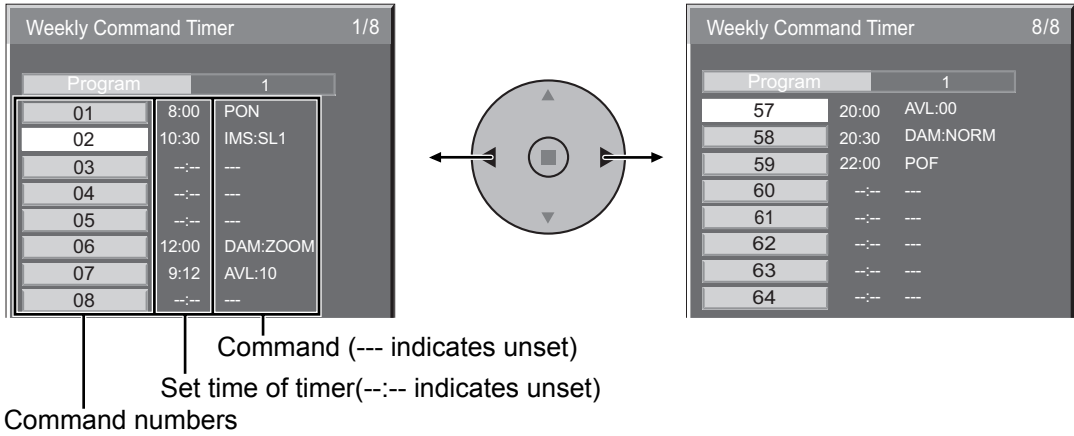 Weekly Command Timer 1/8
Program 1
01 8:00 PON
02 10:30 IMS:SL1
03 --:-- ---
04 --:-- ---
05 --:-- ---
06 12:00 DAM:ZOOM
07 9:12 AVL:10
08 --:-- ---
Command (--- indicates unset)
Set time of timer(--:-- indicates unset)
Command numbers
Weekly Command Timer 8/8
Program 1
57 20:00 AVL:00
58 20:30 DAM:NORM
59 22:00 POF
60 --:-- ---
61 --:-- ---
62 --:-- ---
63 --:-- ---
64 --:-- ---